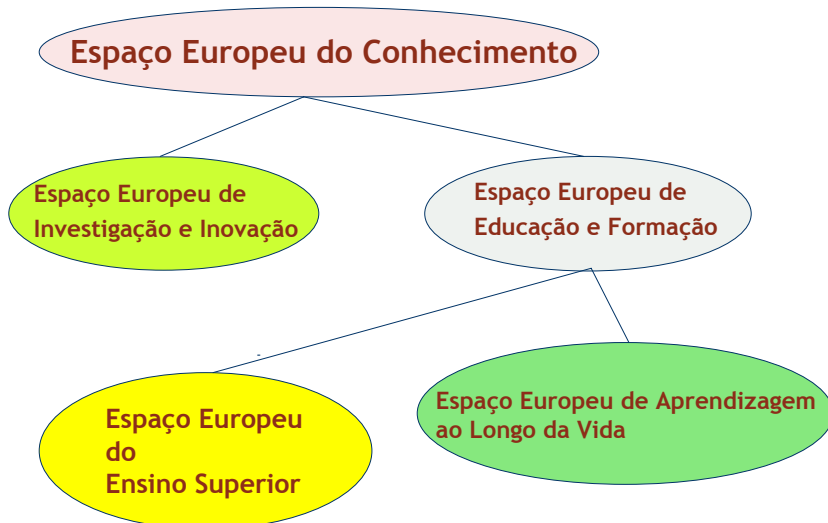 Espaço Europeu do Conhecimento
Espaço Europeu de
Investigação e Inovação
Espaço Europeu de
Educação e Formação
Espaço Europeu
do
Ensino Superior
Espaço Europeu de Aprendizagem
ao Longo da Vida